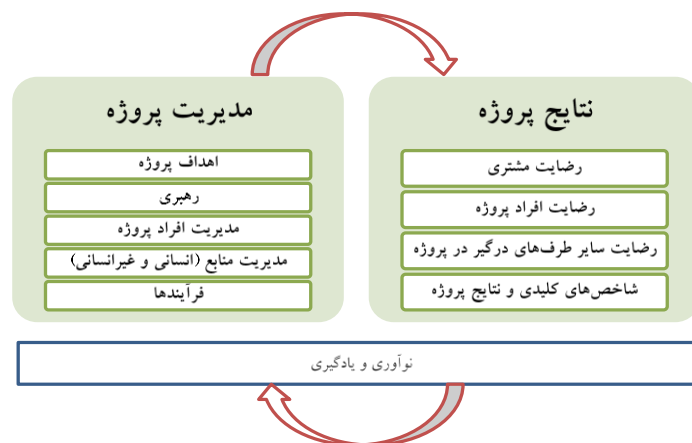 مدیریت پروژه
اهداف پروژه
رهبری
مدیریت افراد پروژه
مدیریت منابع (انسانی و غیرانسانی)
فرآیندها
نتایج پروژه
رضایت مشتری
رضایت افراد پروژه
رضایت سایر طرف‌های درگیر در پروژه
شاخص‌های کلیدی و نتایج پروژه
نوآوری و یادگیری